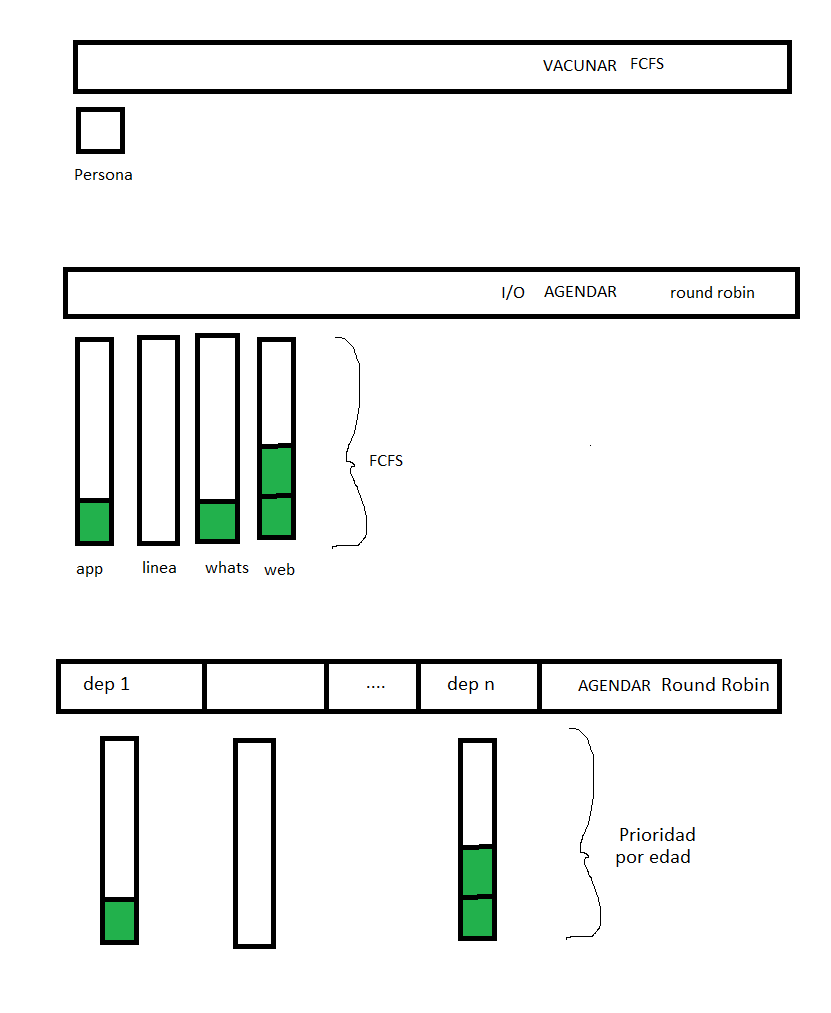 VACUNAR FCFS
Persona
I/O AGENDAR round robin
FCFS
app linea whats web
dep 1 .... dep n AGENDAR Round Robin
Prioridad
por edad